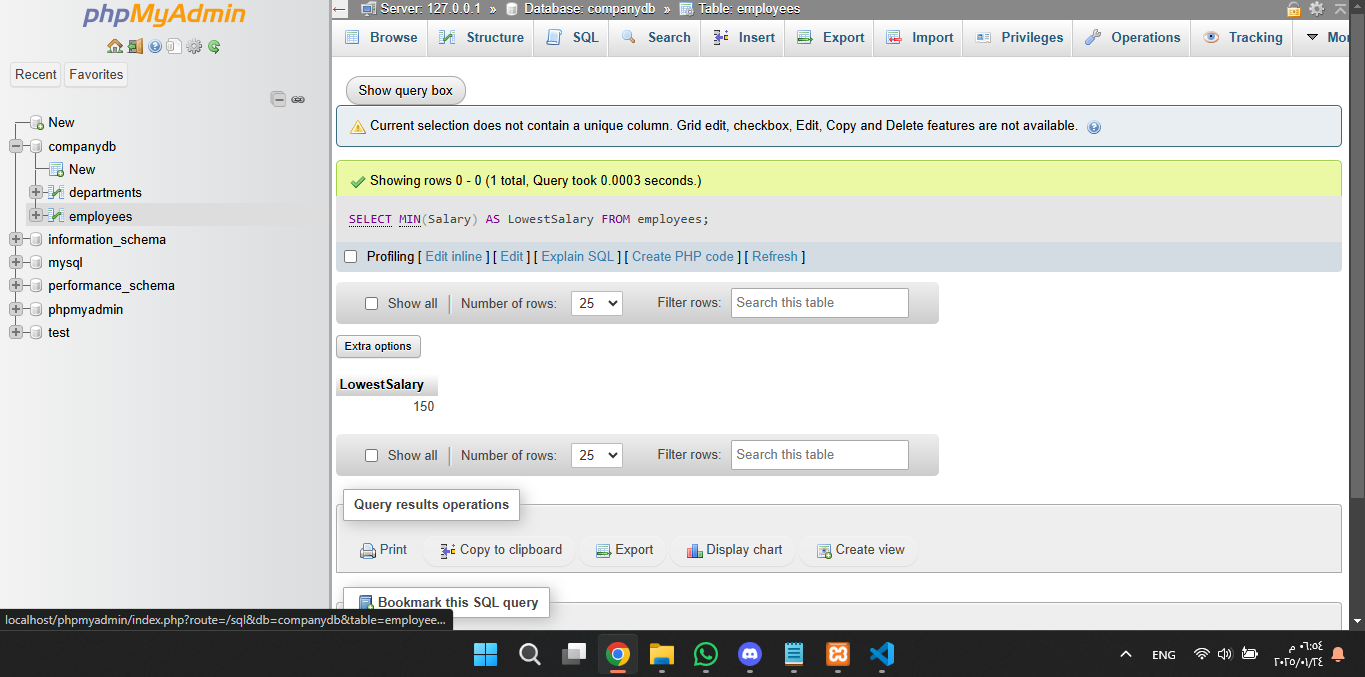 phpMyAdmin
Recent Favorites
New
companydb
New
departments
employees
information_schema
mysql
performance_schema
phpmyadmin
test
Server: 127.0.0.1 » Database: companydb » Table: employees
Browse Structure SQL Search Insert Export Import Privileges Operations Tracking Mor
Show query box
Current selection does not contain a unique column. Grid edit, checkbox, Edit, Copy and Delete features are not available.
Showing rows 0 - 0 (1 total, Query took 0.0003 seconds.)
SELECT MIN(Salary) AS LowestSalary FROM employees;
Profiling [ Edit inline ] [ Edit ] [ Explain SQL ] [ Create PHP code ] [ Refresh ]
Show all Number of rows: 25 Filter rows: Search this table
Extra options
LowestSalary
150
Show all Number of rows: 25 Filter rows: Search this table
Query results operations
Print Copy to clipboard Export Display chart Create view
Bookmark this SQL query
localhost/phpmyadmin/index.php?route=/sql&db=companydb&table=employee...
ENG
٠٦:٥٤ م
٢٠٢٥/٠١/٢٤